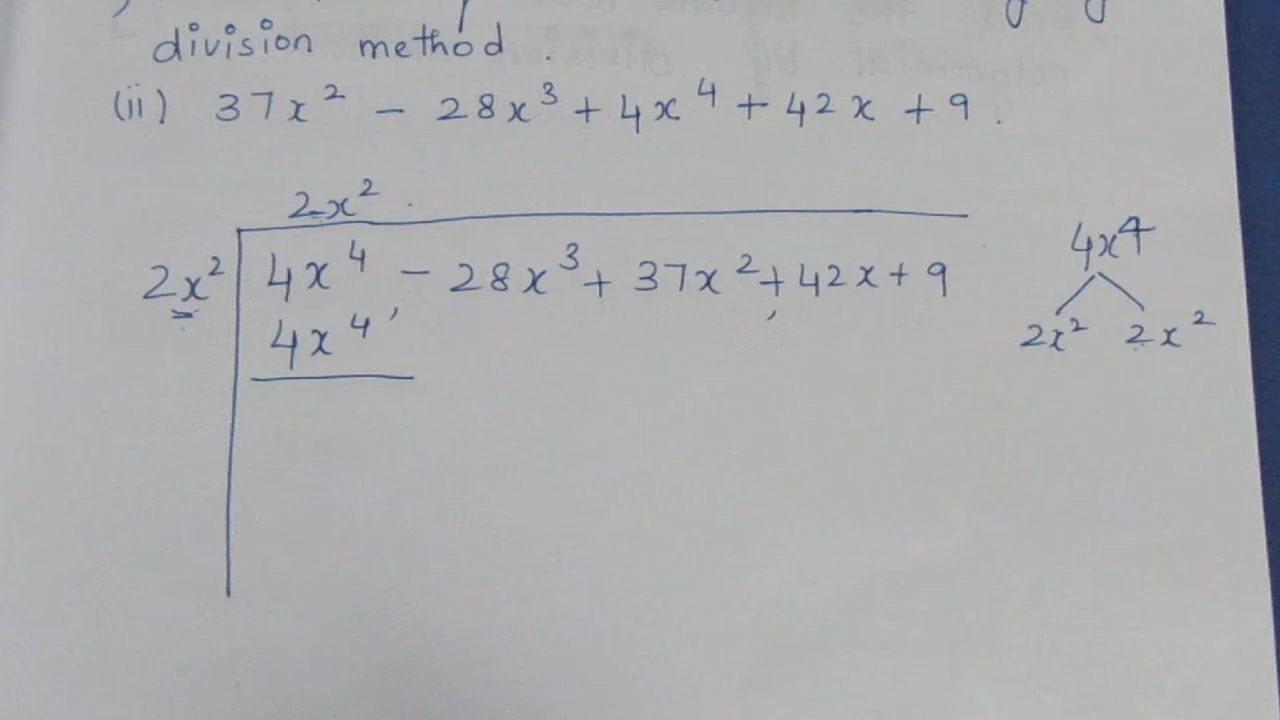 division method.
(ii) 37x² - 28x³ + 4x⁴ + 42x + 9.
2x²
2x² 4x⁴ - 28x³ + 37x² + 42x + 9
4x⁴
4x⁴
2x² 2x²